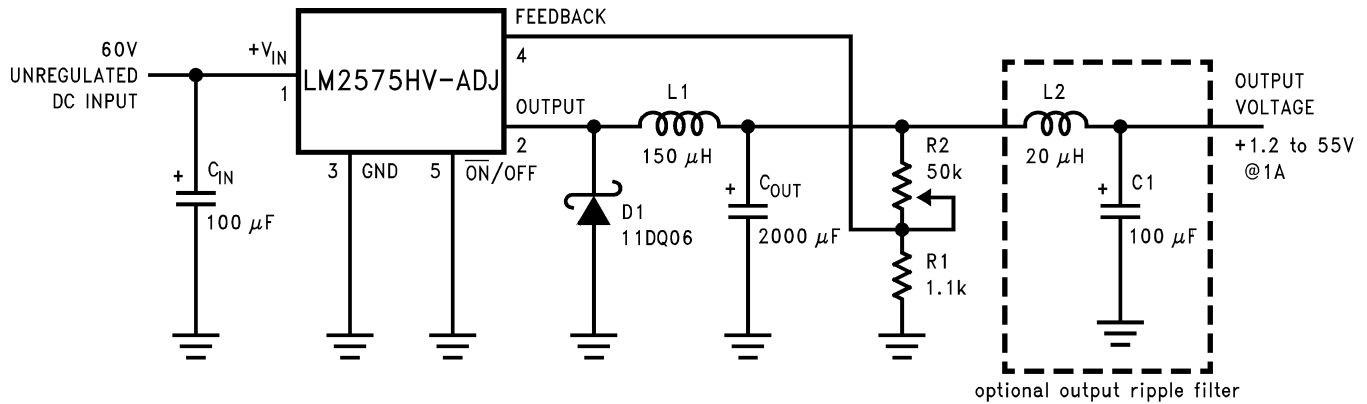 FEEDBACK
60V
UNREGULATED
DC INPUT
+VIN
1
LM2575HV-ADJ
4
OUTPUT
2
3 GND
5 O̅N̅/OFF
CIN
+
100 μF
D1
11DQ06
L1
150 μH
+
COUT
2000 μF
R2
50k
R1
1.1k
L2
20 μH
+
C1
100 μF
OUTPUT
VOLTAGE
+1.2 to 55V
@1A
optional output ripple filter